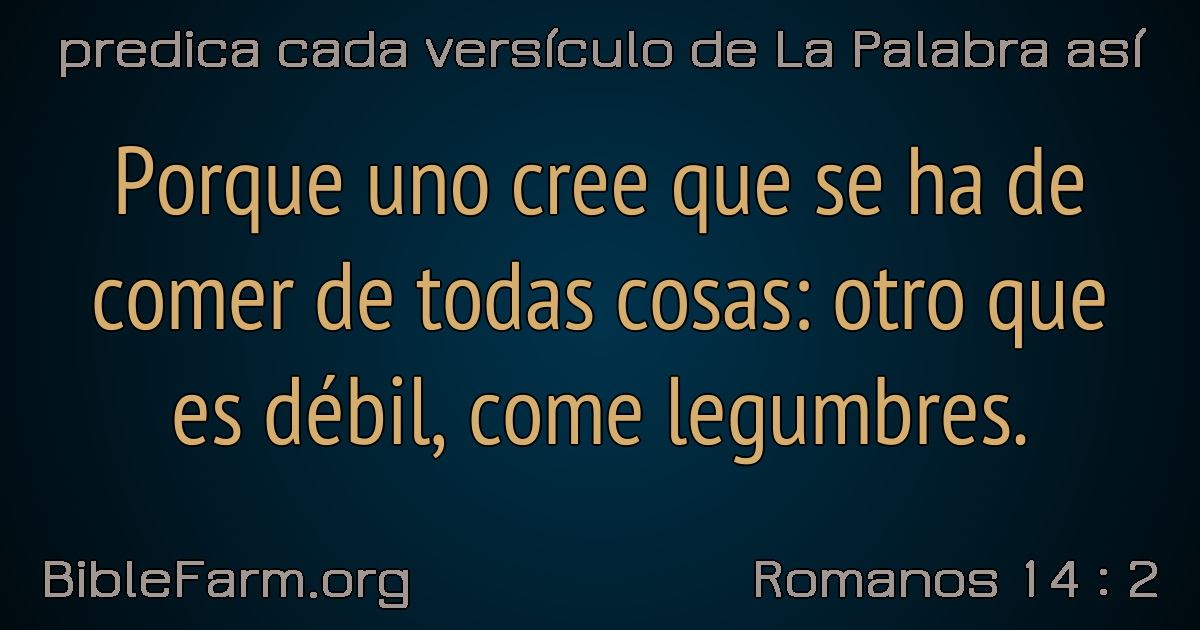 predica cada versículo de La Palabra así
Porque uno cree que se ha de
comer de todas cosas: otro que
es débil, come legumbres.
BibleFarm.org
Romanos 14 : 2